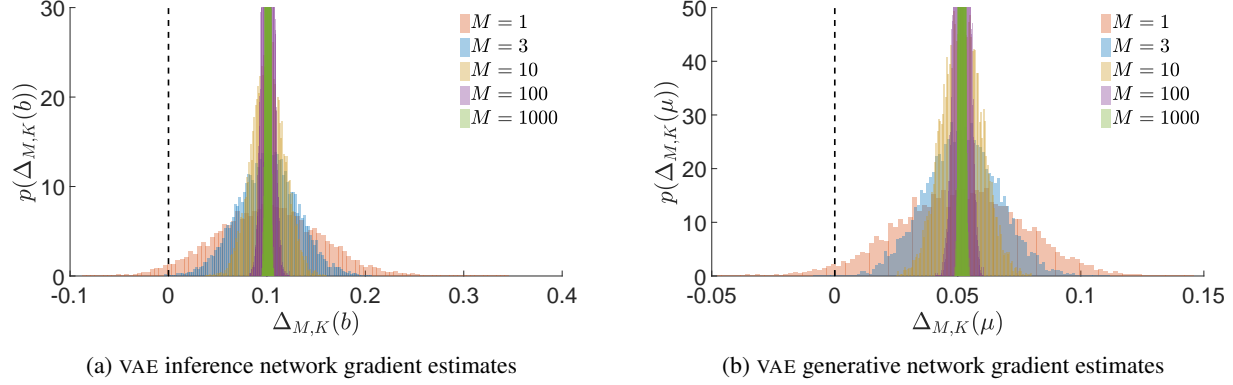 30
20
10
0
-0.1
0
0.1
0.2
0.3
0.4
p(Δ_{M,K}(b))
Δ_{M,K}(b)
M = 1
M = 3
M = 10
M = 100
M = 1000
(a) VAE inference network gradient estimates
50
40
30
20
10
0
-0.05
0
0.05
0.1
0.15
p(Δ_{M,K}(μ))
Δ_{M,K}(μ)
M = 1
M = 3
M = 10
M = 100
M = 1000
(b) VAE generative network gradient estimates